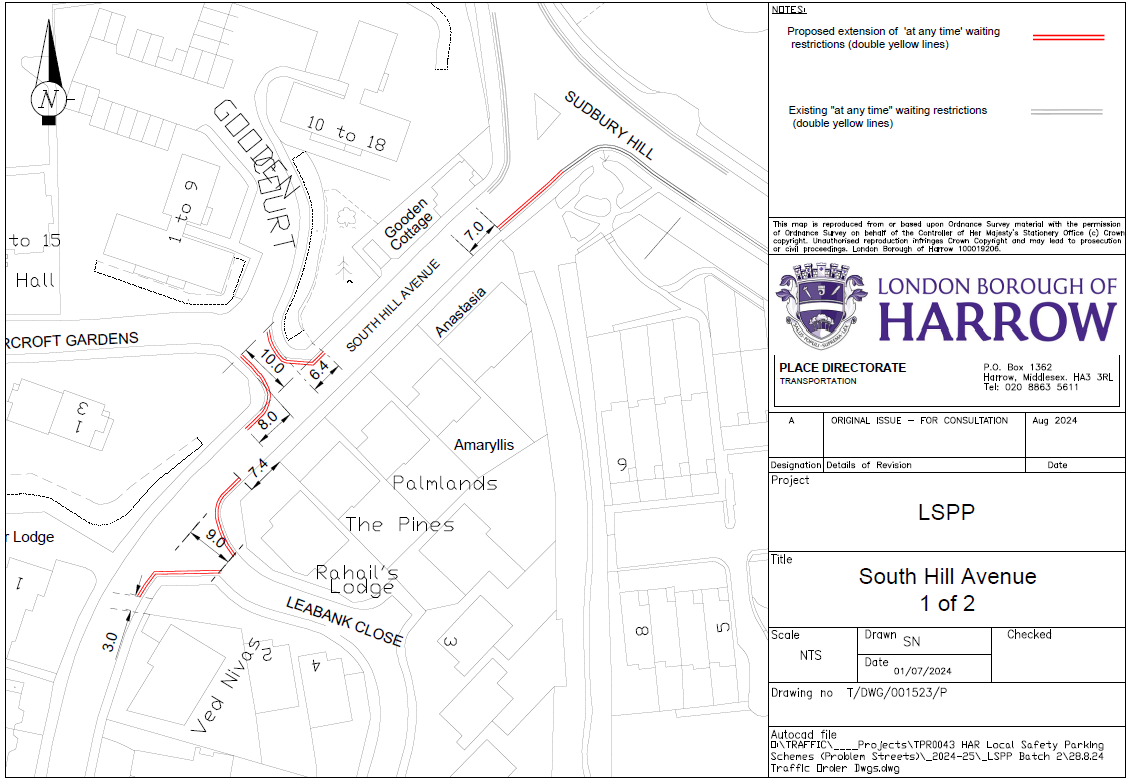 N
GOODEN
COURT
10 to 18
1 to 9
to 15
Hall
RCROFT GARDENS
Gooden
Cottage
SUDBURY HILL
7.0
SOUTH HILL AVENUE
Anastasia
10.0
6.4
8.0
7.4
9.0
3.0
3
1
Amaryllis
Palmlands
The Pines
Rahail's
Lodge
LEABANK CLOSE
r Lodge
1
Ved Nivas
2
4
3
9
8
5
NOTES:
Proposed extension of 'at any time' waiting
restrictions (double yellow lines)
Existing "at any time" waiting restrictions
(double yellow lines)
This map is reproduced from or based upon Ordnance Survey material with the permission
of Ordnance Survey on behalf of the Controller of Her Majesty's Stationery Office (c) Crown
copyright. Unauthorised reproduction infringes Crown Copyright and may lead to prosecution
or civil proceedings. London Borough of Harrow 100019206.
LONDON BOROUGH OF
HARROW
PLACE DIRECTORATE
TRANSPORTATION
P.O. Box 1362
Harrow, Middlesex. HA3 3RL
Tel: 020 8863 5611
A ORIGINAL ISSUE – FOR CONSULTATION Aug 2024
Designation Details of Revision Date
Project
LSPP
Title
South Hill Avenue
1 of 2
Scale
NTS
Drawn SN
Date 01/07/2024
Checked
Drawing no T/DWG/001523/P
Autocad file
D:\TRAFFIC\____Projects\TPR0043 HAR Local Safety Parking
Schemes (Problem Streets)\_2024-25\_LSPP Batch 2\28.8.24
Traffic Order Dwgs.dwg